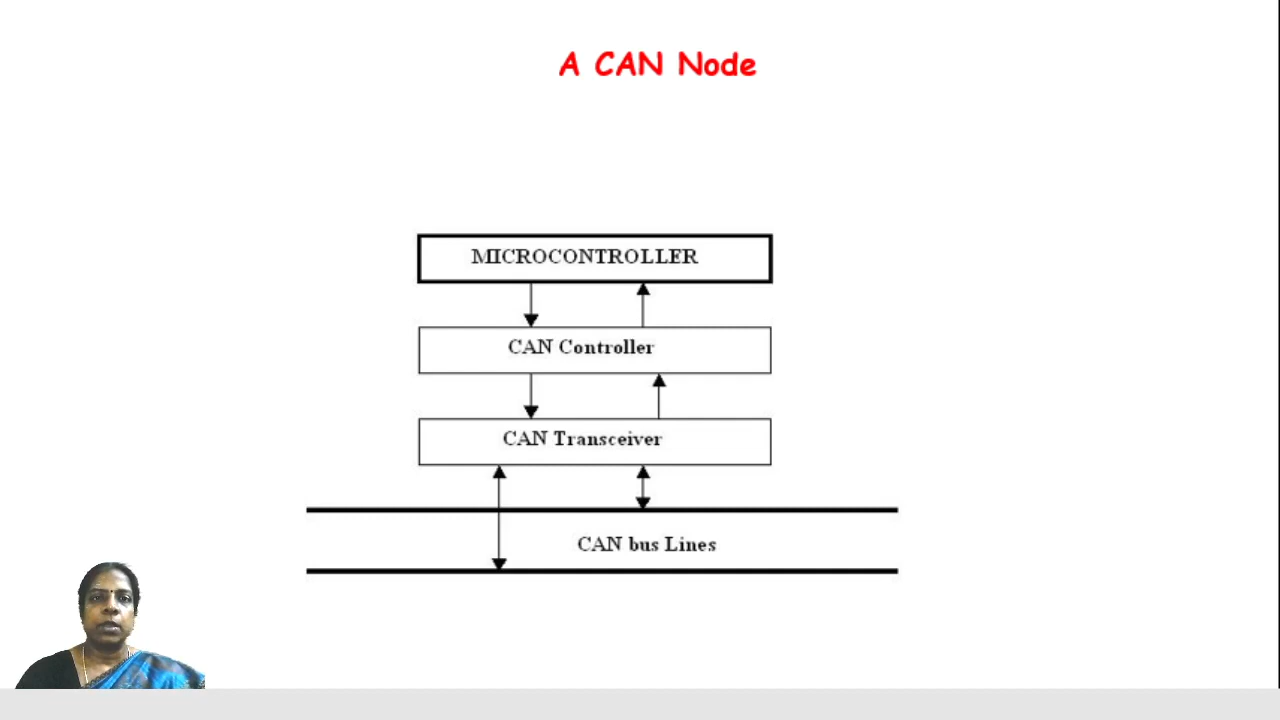 A CAN Node
MICROCONTROLLER
CAN Controller
CAN Transceiver
CAN bus Lines